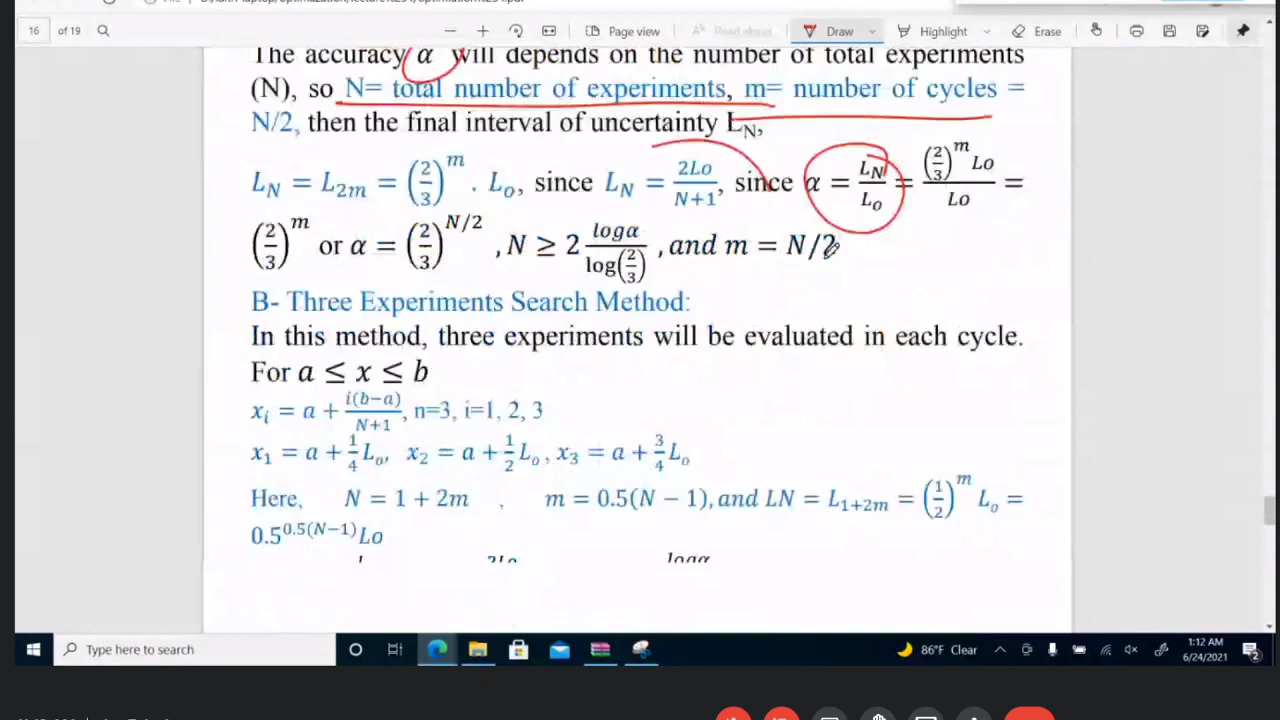 16 of 19
Page view
Read aloud
Draw
Highlight
Erase
The accuracy α will depends on the number of total experiments
(N), so N= total number of experiments, m= number of cycles =
N/2, then the final interval of uncertainty L_N,
L_N = L_{2m} = (2/3)^m . L_o, since L_N = 2Lo/(N+1), since α = L_N/L_o = (2/3)^m Lo / Lo =
(2/3)^m or α = (2/3)^{N/2} , N ≥ 2 logα/log(2/3) , and m = N/2
B- Three Experiments Search Method:
In this method, three experiments will be evaluated in each cycle.
For a ≤ x ≤ b
x_i = a + i(b−a)/(N+1), n=3, i=1, 2, 3
x_1 = a + 1/4 L_o, x_2 = a + 1/2 L_o, x_3 = a + 3/4 L_o
Here, N = 1 + 2m , m = 0.5(N − 1), and LN = L_{1+2m} = (1/2)^m L_o =
0.5^{0.5(N−1)} Lo
Type here to search
86°F Clear
1:12 AM
6/24/2021
2